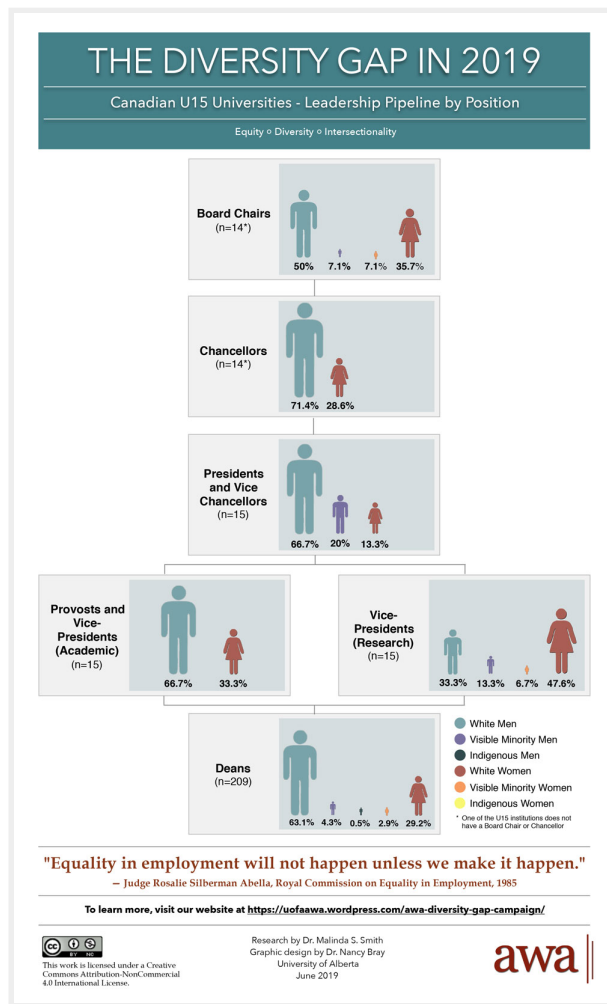 THE DIVERSITY GAP IN 2019
Canadian U15 Universities - Leadership Pipeline by Position
Equity o Diversity o Intersectionality
Board Chairs
(n=14*)
50% 7.1% 7.1% 35.7%
Chancellors
(n=14*)
71.4% 28.6%
Presidents
and Vice
Chancellors
(n=15)
66.7% 20% 13.3%
Provosts and
Vice-
Presidents
(Academic)
(n=15)
66.7% 33.3%
Vice-
Presidents
(Research)
(n=15)
33.3% 13.3% 6.7% 47.6%
Deans
(n=209)
63.1% 4.3% 0.5% 2.9% 29.2%
White Men
Visible Minority Men
Indigenous Men
White Women
Visible Minority Women
Indigenous Women
* One of the U15 institutions does not
have a Board Chair or Chancellor
"Equality in employment will not happen unless we make it happen."
– Judge Rosalie Silberman Abella, Royal Commission on Equality in Employment, 1985
To learn more, visit our website at https://uofaawa.wordpress.com/awa-diversity-gap-campaign/
cc BY NC
This work is licensed under a Creative
Commons Attribution-NonCommercial
4.0 International License.
Research by Dr. Malinda S. Smith
Graphic design by Dr. Nancy Bray
University of Alberta
June 2019
awa